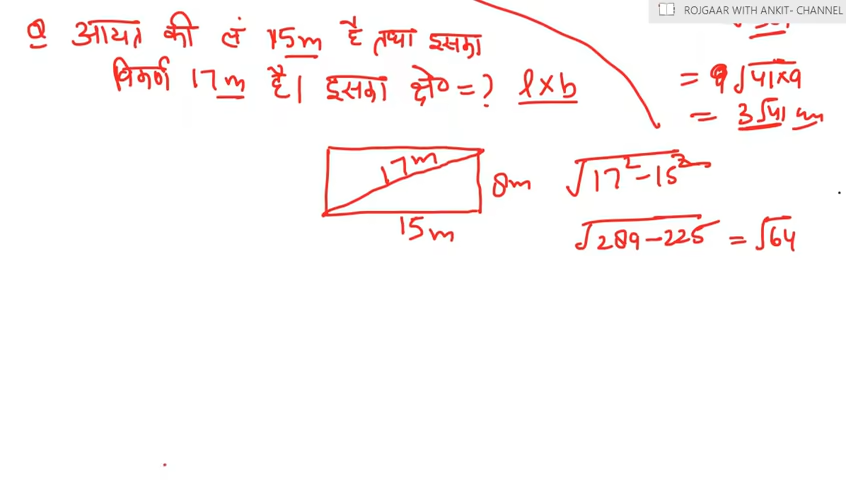 ROJGAAR WITH ANKIT- CHANNEL
Q आयत की लं 15m है तथा इसका
विकर्ण 17m है। इसका क्षे० = ? l × b
= 9√41×9
= 3√41 cm
17m
8m
15m
√17² - 15²
√289 - 225 = √64